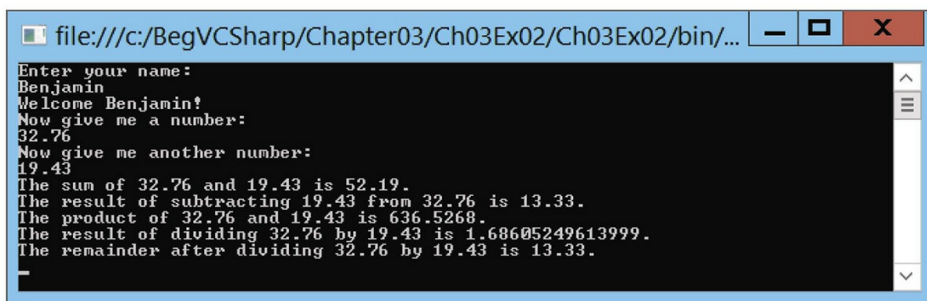 file:///c:/BegVCSharp/Chapter03/Ch03Ex02/Ch03Ex02/bin/...
Enter your name:
Benjamin
Welcome Benjamin!
Now give me a number:
32.76
Now give me another number:
19.43
The sum of 32.76 and 19.43 is 52.19.
The result of subtracting 19.43 from 32.76 is 13.33.
The product of 32.76 and 19.43 is 636.5268.
The result of dividing 32.76 by 19.43 is 1.68605249613999.
The remainder after dividing 32.76 by 19.43 is 13.33.